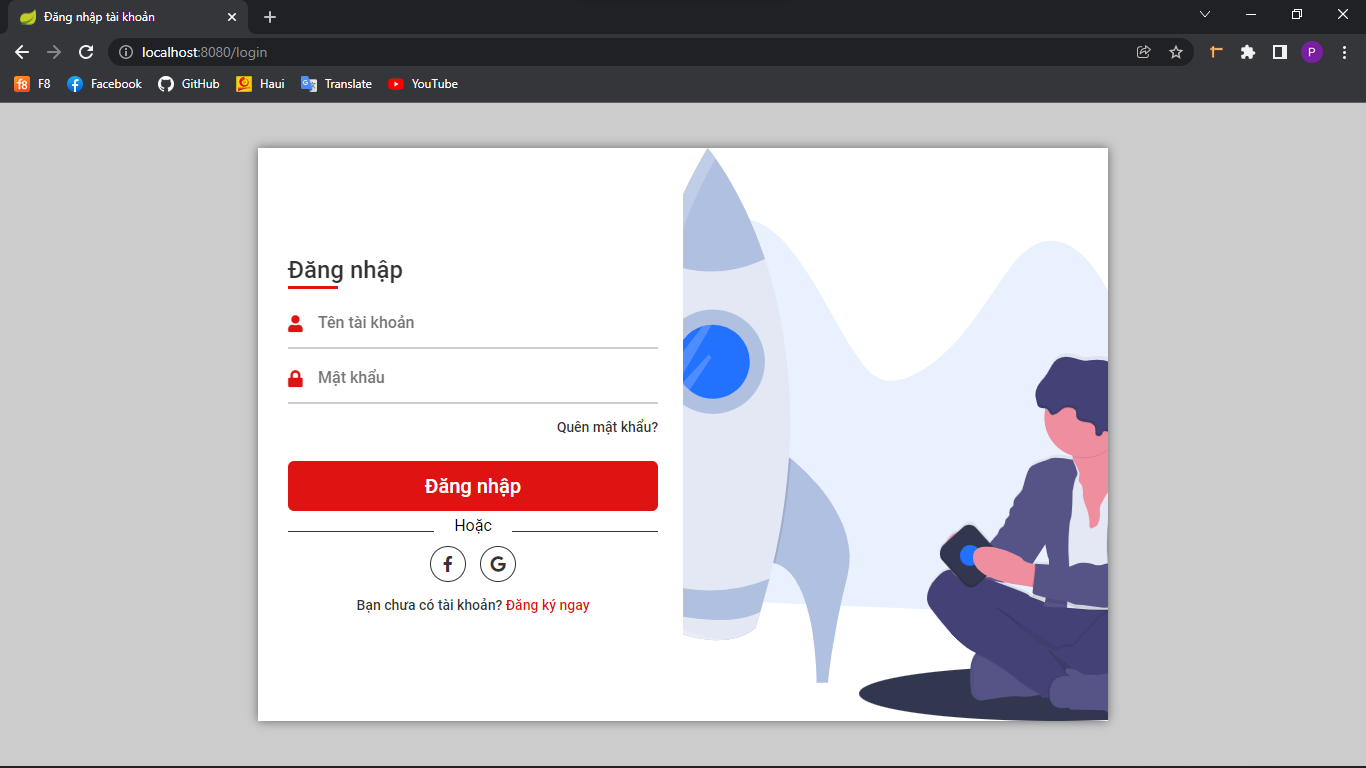 Đăng nhập tài khoản
localhost:8080/login
P
f8 F8 Facebook GitHub Haui G Translate YouTube
Đăng nhập
Tên tài khoản
Mật khẩu
Quên mật khẩu?
Đăng nhập
Hoặc
f G
Bạn chưa có tài khoản? Đăng ký ngay